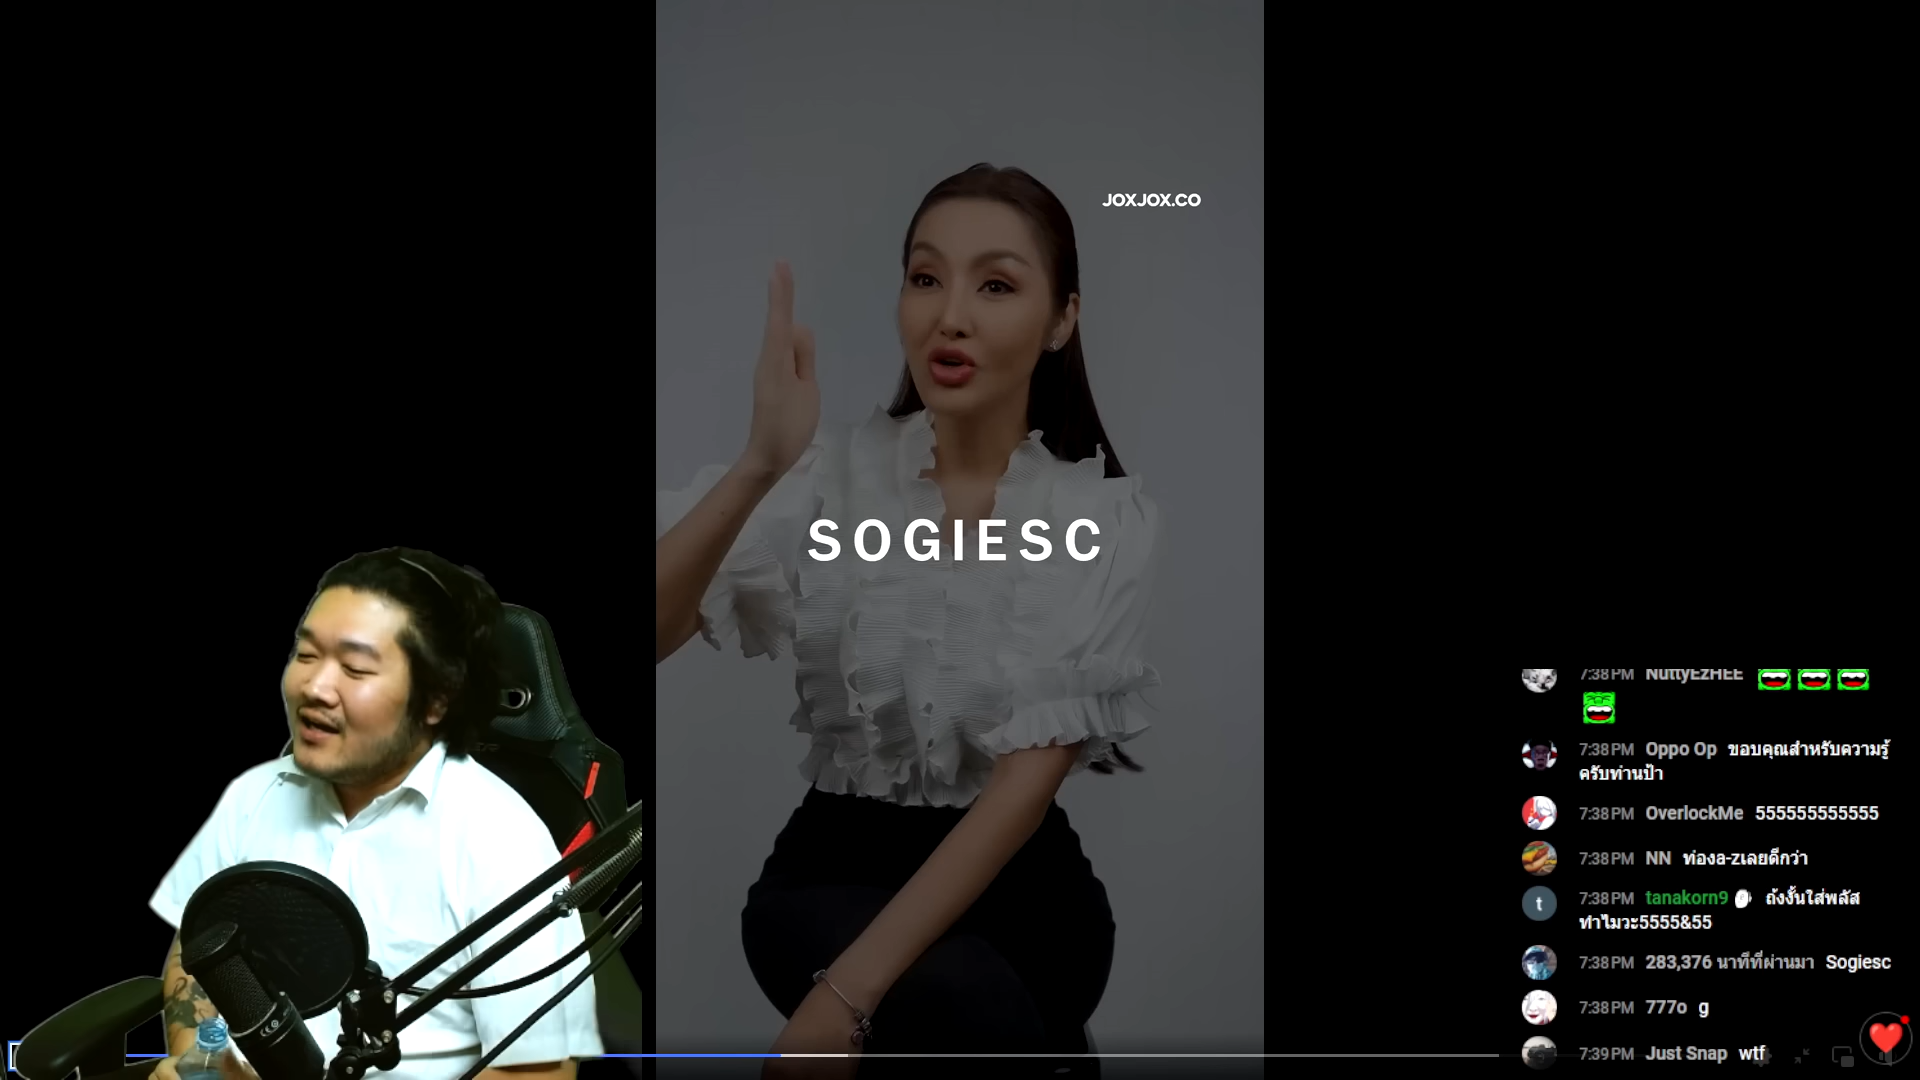 JOXJOX.CO
SOGIESC
7:38 PM NuttyEzHEE
7:38 PM Oppo Op ขอบคุณสำหรับความรู้
ครับท่านป้า
7:38 PM OverlockMe 555555555555
7:38 PM NN ท่องa-zเลยดีกว่า
t
7:38 PM tanakorn9 ถ้งงั้นใส่พลัส
ทำไมวะ5555&55
7:38 PM 283,376 นาทีที่ผ่านมา Sogiesc
7:38 PM 777o g
7:39 PM Just Snap wtf